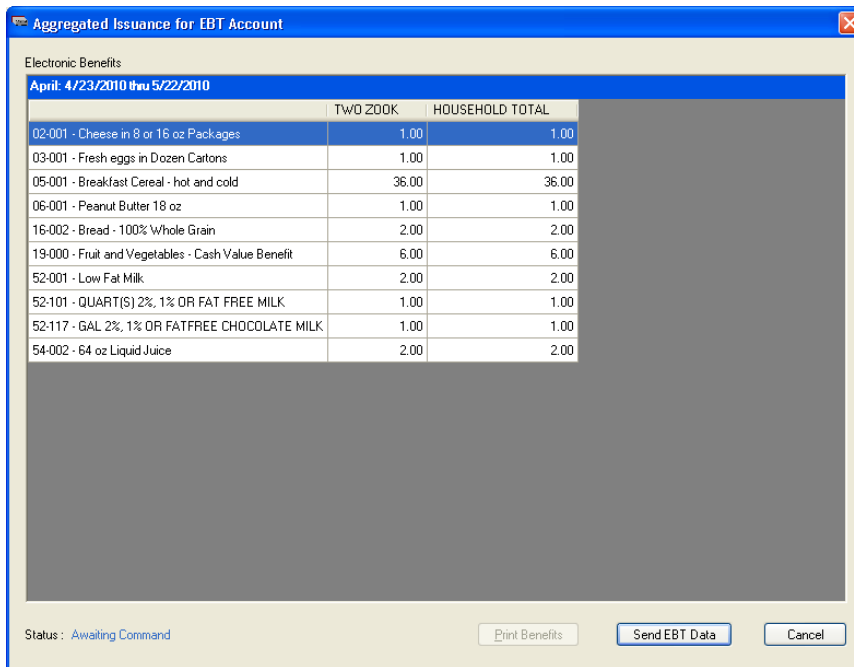 Aggregated Issuance for EBT Account
Electronic Benefits
April: 4/23/2010 thru 5/22/2010
TWO ZOOK HOUSEHOLD TOTAL
02-001 - Cheese in 8 or 16 oz Packages 1.00 1.00
03-001 - Fresh eggs in Dozen Cartons 1.00 1.00
05-001 - Breakfast Cereal - hot and cold 36.00 36.00
06-001 - Peanut Butter 18 oz 1.00 1.00
16-002 - Bread - 100% Whole Grain 2.00 2.00
19-000 - Fruit and Vegetables - Cash Value Benefit 6.00 6.00
52-001 - Low Fat Milk 2.00 2.00
52-101 - QUART(S) 2%, 1% OR FAT FREE MILK 1.00 1.00
52-117 - GAL 2%, 1% OR FATFREE CHOCOLATE MILK 1.00 1.00
54-002 - 64 oz Liquid Juice 2.00 2.00
Status : Awaiting Command Print Benefits Send EBT Data Cancel